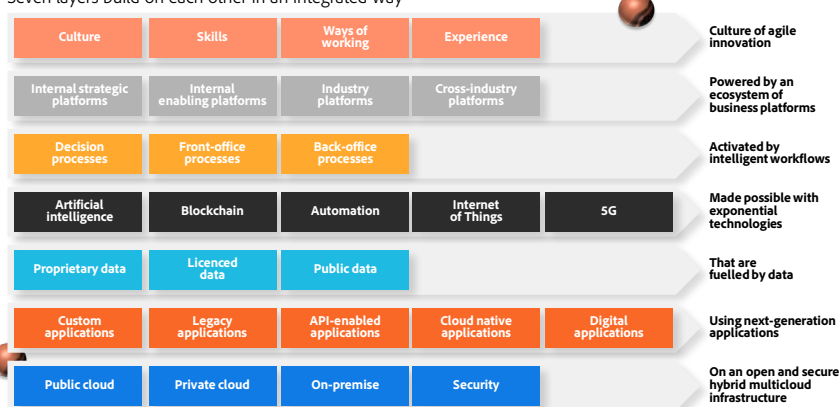 Seven layers build on each other in an integrated way
Culture
Skills
Ways of
working
Experience
Culture of agile
innovation
Internal strategic
platforms
Internal
enabling platforms
Industry
platforms
Cross-industry
platforms
Powered by an
ecosystem of
business platforms
Decision
processes
Front-office
processes
Back-office
processes
Activated by
intelligent workflows
Artificial
intelligence
Blockchain
Automation
Internet
of Things
5G
Made possible with
exponential
technologies
Proprietary data
Licenced
data
Public data
That are
fuelled by data
Custom
applications
Legacy
applications
API-enabled
applications
Cloud native
applications
Digital
applications
Using next-generation
applications
Public cloud
Private cloud
On-premise
Security
On an open and secure
hybrid multicloud
infrastructure